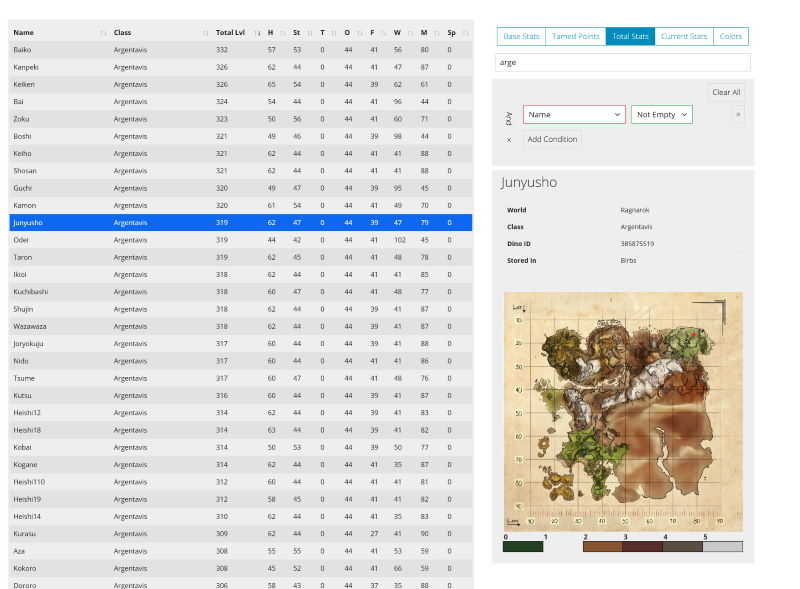 Name Class Total Lvl H St T O F W M Sp
Baiko Argentavis 332 57 53 0 44 41 56 80 0
Kanpeki Argentavis 326 62 44 0 44 41 47 87 0
Keiken Argentavis 326 65 54 0 44 39 62 61 0
Bai Argentavis 324 54 44 0 44 41 96 44 0
Zoku Argentavis 323 50 56 0 44 41 60 71 0
Boshi Argentavis 321 49 46 0 44 39 98 44 0
Keiho Argentavis 321 62 44 0 44 41 41 88 0
Shosan Argentavis 321 62 44 0 44 41 41 88 0
Guchi Argentavis 320 49 47 0 44 39 95 45 0
Kamon Argentavis 320 61 54 0 44 41 49 70 0
Junyusho Argentavis 319 62 47 0 44 39 47 79 0
Odei Argentavis 319 44 42 0 44 41 102 45 0
Taron Argentavis 319 62 45 0 44 41 48 78 0
Ikioi Argentavis 318 62 44 0 44 41 41 85 0
Kuchibashi Argentavis 318 60 47 0 44 41 48 77 0
Shujin Argentavis 318 62 44 0 44 39 41 87 0
Wazawaza Argentavis 318 62 44 0 44 39 41 87 0
Joryokuju Argentavis 317 60 44 0 44 39 41 88 0
Nido Argentavis 317 60 44 0 44 41 41 86 0
Tsume Argentavis 317 60 47 0 44 41 48 76 0
Kutsu Argentavis 316 60 44 0 44 39 41 87 0
Heishi12 Argentavis 314 62 44 0 44 39 41 83 0
Heishi18 Argentavis 314 63 44 0 44 39 41 82 0
Kobai Argentavis 314 50 53 0 44 39 50 77 0
Kogane Argentavis 314 62 44 0 44 41 35 87 0
Heishi110 Argentavis 312 60 44 0 44 41 41 81 0
Heishi19 Argentavis 312 58 45 0 44 41 41 82 0
Heishi14 Argentavis 310 62 44 0 44 41 35 83 0
Kurasu Argentavis 309 62 44 0 44 27 41 90 0
Aza Argentavis 308 55 55 0 44 41 53 59 0
Kokoro Argentavis 308 45 52 0 44 41 66 59 0
Dororo Argentavis 306 58 43 0 44 37 35 88 0
Base Stats Tamed Points Total Stats Current Stats Colors
arge
Clear All
And Name Not Empty ×
× Add Condition
Junyusho
World Ragnarok
Class Argentavis
Dino ID 385875519
Stored In Birbs
Lat
10
20
30
40
50
60
70
80
90
Lon 10 20 30 40 50 60 70 80 90
0 1 2 3 4 5